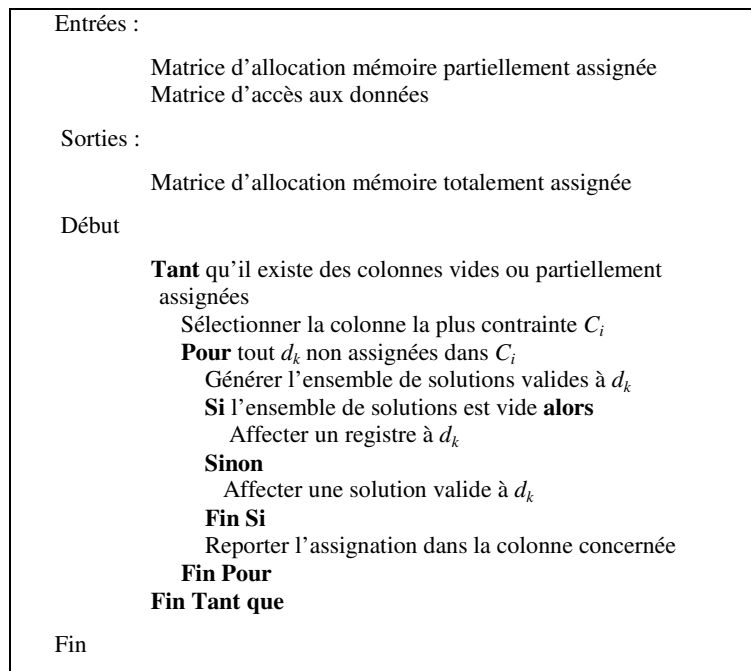 Entrées :
Matrice d'allocation mémoire partiellement assignée
Matrice d'accès aux données
Sorties :
Matrice d'allocation mémoire totalement assignée
Début
Tant qu'il existe des colonnes vides ou partiellement
assignées
Sélectionner la colonne la plus contrainte Ci
Pour tout dk non assignées dans Ci
Générer l'ensemble de solutions valides à dk
Si l'ensemble de solutions est vide alors
Affecter un registre à dk
Sinon
Affecter une solution valide à dk
Fin Si
Reporter l'assignation dans la colonne concernée
Fin Pour
Fin Tant que
Fin